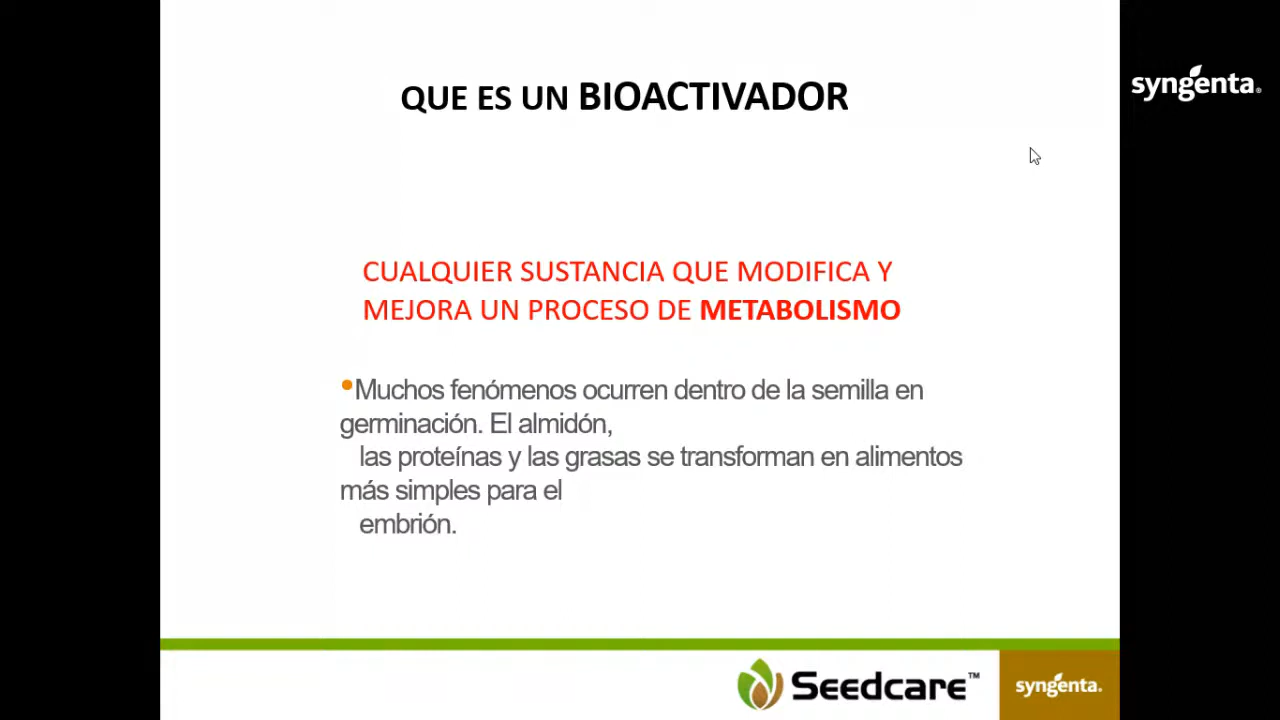 QUE ES UN BIOACTIVADOR
syngenta®
CUALQUIER SUSTANCIA QUE MODIFICA Y
MEJORA UN PROCESO DE METABOLISMO
•Muchos fenómenos ocurren dentro de la semilla en
germinación. El almidón,
las proteínas y las grasas se transforman en alimentos
más simples para el
embrión.
Seedcare™
syngenta.